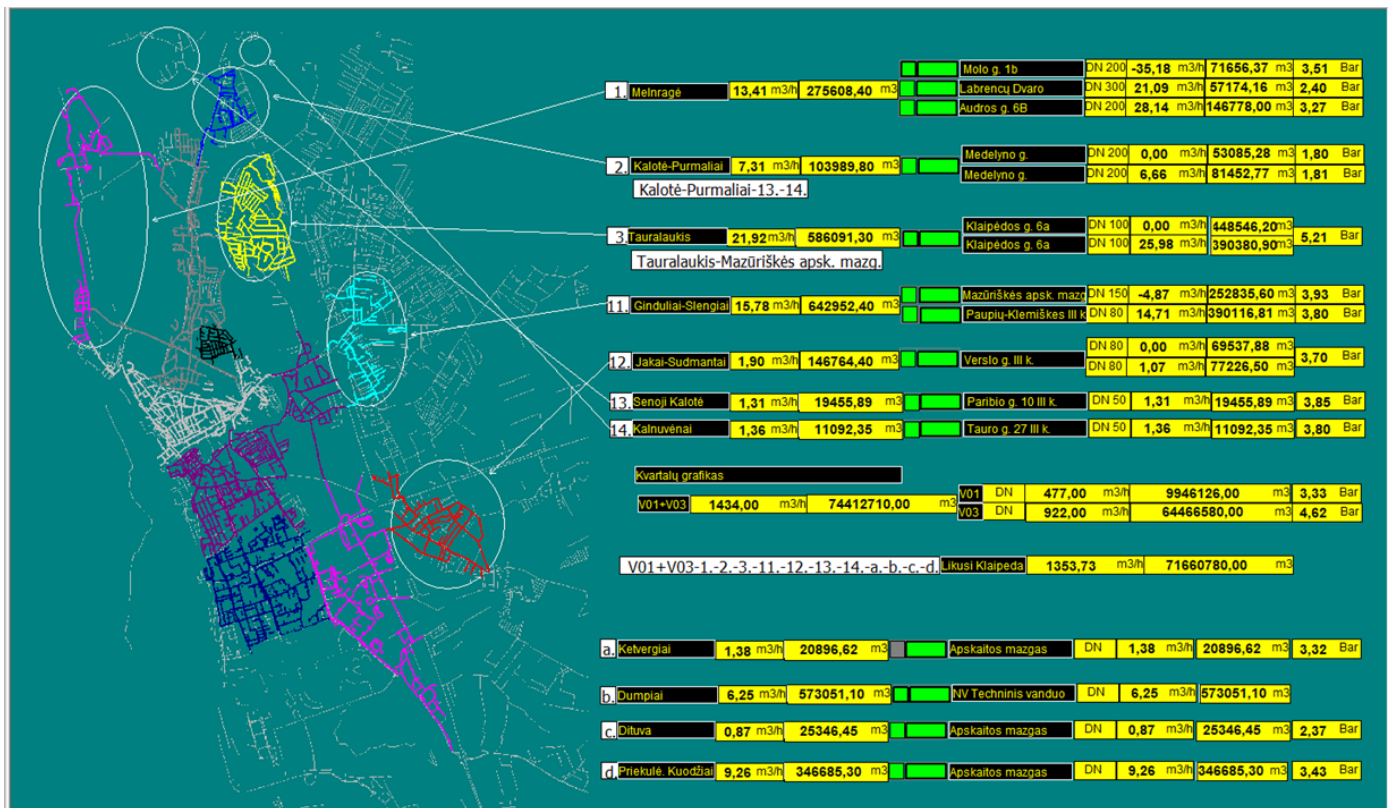 Molo g. 1b DN 200 -35,18 m3/h 71656,37 m3 3,51 Bar
1. Melnragė 13,41 m3/h 275608,40 m3 Labrencų Dvaro DN 300 21,09 m3/h 57174,16 m3 2,40 Bar
Audros g. 6B DN 200 28,14 m3/h 146778,00 m3 3,27 Bar
Medelyno g. DN 200 0,00 m3/h 53085,28 m3 1,80 Bar
2. Kalotė-Purmaliai 7,31 m3/h 103989,80 m3
Medelyno g. DN 200 6,66 m3/h 81452,77 m3 1,81 Bar
Kalotė-Purmaliai-13.-14.
Klaipėdos g. 6a DN 100 0,00 m3/h 448546,20 m3
3. Tauralaukis 21,92 m3/h 586091,30 m3 5,21 Bar
Klaipėdos g. 6a DN 100 25,98 m3/h 390380,90 m3
Tauralaukis-Mazūriškės apsk. mazg.
Mazūriškės apsk. mazg DN 150 -4,87 m3/h 252835,60 m3 3,93 Bar
11. Ginduliai-Slengiai 15,78 m3/h 642952,40 m3
Paupių-Klemiškes III k DN 80 14,71 m3/h 390116,81 m3 3,80 Bar
DN 80 0,00 m3/h 69537,88 m3
12. Jakai-Sudmantai 1,90 m3/h 146764,40 m3 Verslo g. III k. 3,70 Bar
DN 80 1,07 m3/h 77226,50 m3
13. Senoji Kalotė 1,31 m3/h 19455,89 m3 Paribio g. 10 III k. DN 50 1,31 m3/h 19455,89 m3 3,85 Bar
14. Kalnuvėnai 1,36 m3/h 11092,35 m3 Tauro g. 27 III k. DN 50 1,36 m3/h 11092,35 m3 3,80 Bar
Kvartalų grafikas
V01 DN 477,00 m3/h 9946126,00 m3 3,33 Bar
V01+V03 1434,00 m3/h 74412710,00 m3
V03 DN 922,00 m3/h 64466580,00 m3 4,62 Bar
V01+V03-1.-2.-3.-11.-12.-13.-14.-a.-b.-c.-d. Likusi Klaipeda 1353,73 m3/h 71660780,00 m3
a. Ketvergiai 1,38 m3/h 20896,62 m3 Apskaitos mazgas DN 1,38 m3/h 20896,62 m3 3,32 Bar
b. Dumpiai 6,25 m3/h 573051,10 m3 NV Techninis vanduo DN 6,25 m3/h 573051,10 m3
c. Dituva 0,87 m3/h 25346,45 m3 Apskaitos mazgas DN 0,87 m3/h 25346,45 m3 2,37 Bar
d. Priekulė. Kuodžiai 9,26 m3/h 346685,30 m3 Apskaitos mazgas DN 9,26 m3/h 346685,30 m3 3,43 Bar